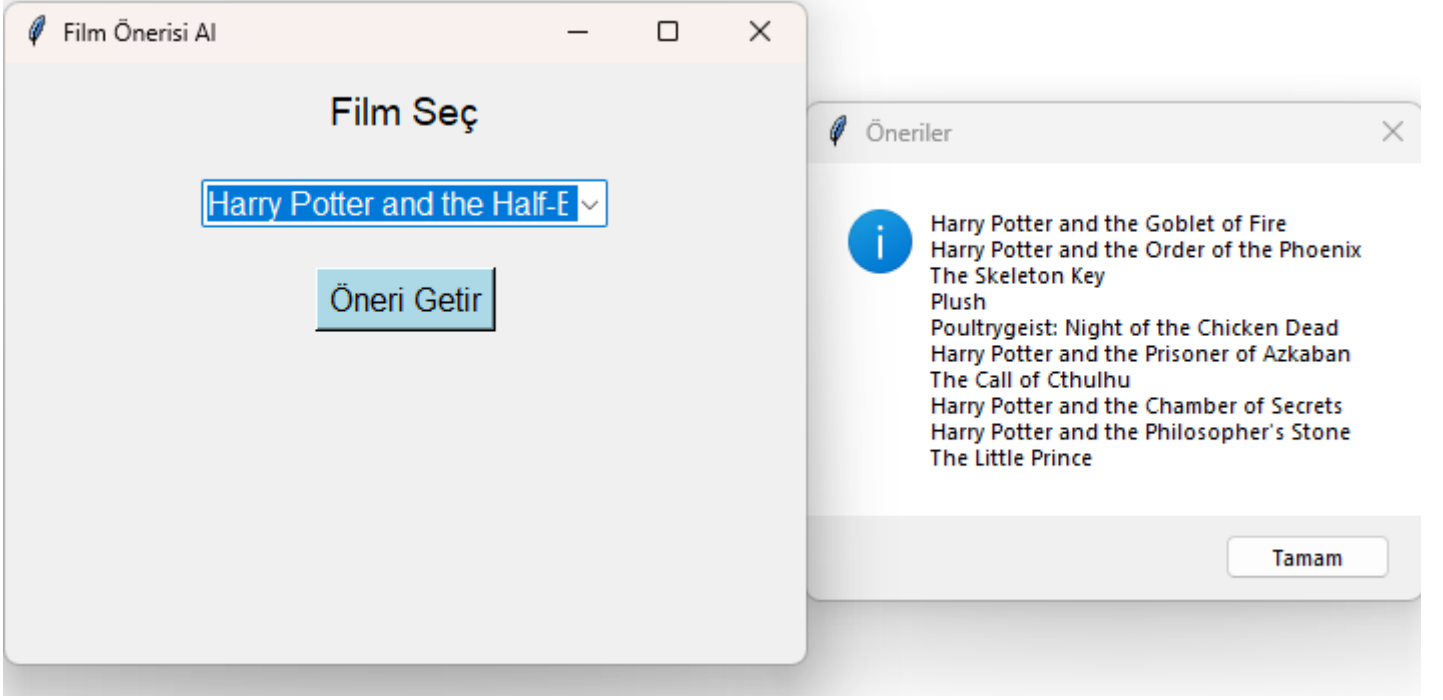 Film Önerisi Al
Film Seç
Harry Potter and the Half-
Öneri Getir
Öneriler
Harry Potter and the Goblet of Fire
Harry Potter and the Order of the Phoenix
The Skeleton Key
Plush
Poultrygeist: Night of the Chicken Dead
Harry Potter and the Prisoner of Azkaban
The Call of Cthulhu
Harry Potter and the Chamber of Secrets
Harry Potter and the Philosopher's Stone
The Little Prince
Tamam